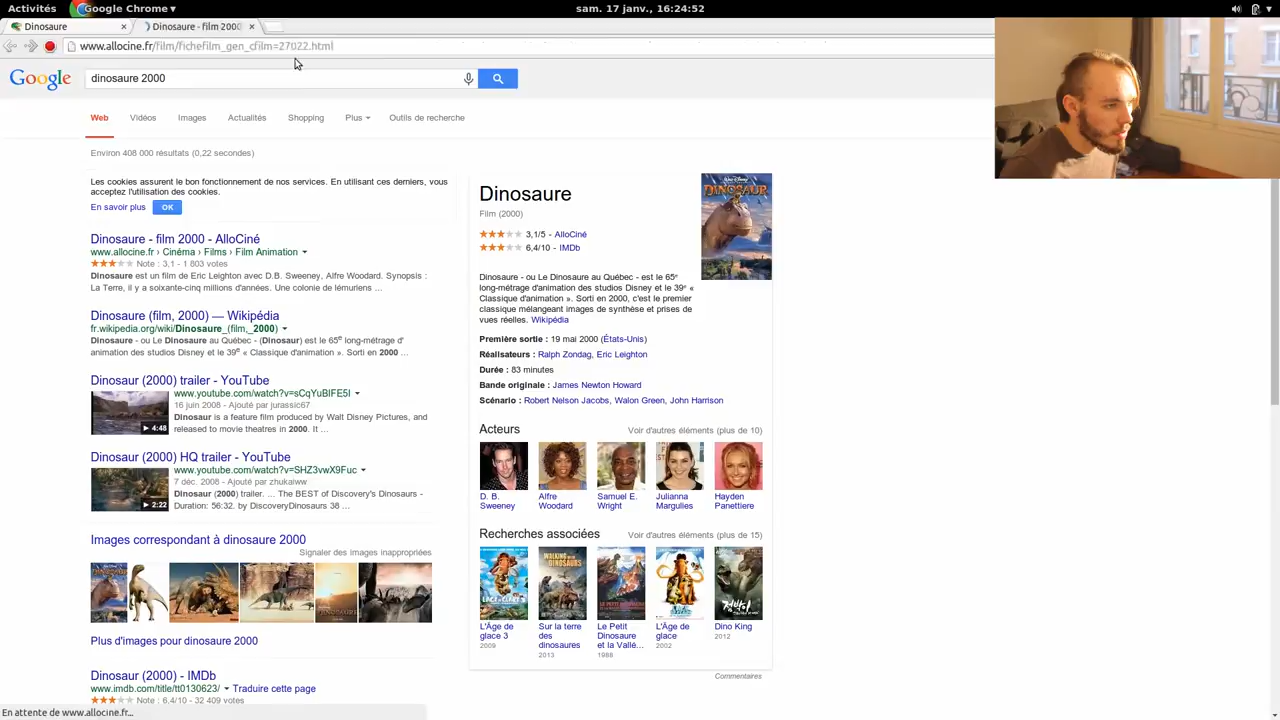 Activités Google Chrome ▾ sam. 17 janv., 16:24:52
Dinosaure × Dinosaur - film 2000 ×
www.allocine.fr/film/fichefilm_gen_cfilm=27022.html
Google dinosaure 2000
Web Vidéos Images Actualités Shopping Plus Outils de recherche
Environ 408 000 résultats (0,22 secondes)
Les cookies assurent le bon fonctionnement de nos services. En utilisant ces derniers, vous
acceptez l'utilisation des cookies.
En savoir plus OK
Dinosaure - film 2000 - AlloCiné
www.allocine.fr › Cinéma › Films › Film Animation
Note : 3,1 - 1 803 votes
Dinosaure est un film de Eric Leighton avec D.B. Sweeney, Alfre Woodard. Synopsis :
La Terre, il y a soixante-cinq millions d'années. Une colonie de lémuriens ...
Dinosaure (film, 2000) — Wikipédia
fr.wikipedia.org/wiki/Dinosaure_(film,_2000)
Dinosaure - ou Le Dinosaure au Québec - (Dinosaur) est le 65e long-métrage d'
animation des studios Disney et le 39e « Classique d'animation ». Sorti en 2000 ...
Dinosaur (2000) trailer - YouTube
www.youtube.com/watch?v=sCqYuBIFE5I
16 juin 2008 - Ajouté par jurassic67
Dinosaur is a feature film produced by Walt Disney Pictures, and
released to movie theatres in 2000. It ...
4:48
Dinosaur (2000) HQ trailer - YouTube
www.youtube.com/watch?v=SHZ3vwX9Fuc
7 déc. 2008 - Ajouté par zhukalww
Dinosaur (2000) trailer. ... The BEST of Discovery's Dinosaurs -
Duration: 56:32. by DiscoveryDinosaurs 38 ...
2:22
Images correspondant à dinosaure 2000
Signaler des images inappropriées
Plus d'images pour dinosaure 2000
Dinosaur (2000) - IMDb
www.imdb.com/title/tt0130623/ Traduire cette page
Note : 6,4/10 - 32 409 votes
En attente de www.allocine.fr...
Dinosaure
Film (2000)
3,1/5 - AlloCiné
6,4/10 - IMDb
DINOSAUR
Dinosaure - ou Le Dinosaure au Québec - est le 65e
long-métrage d'animation des studios Disney et le 39e «
Classique d'animation ». Sorti en 2000, c'est le premier
classique mélangeant images de synthèse et prises de
vues réelles. Wikipédia
Première sortie : 19 mai 2000 (États-Unis)
Réalisateurs : Ralph Zondag, Eric Leighton
Durée : 83 minutes
Bande originale : James Newton Howard
Scénario : Robert Nelson Jacobs, Walon Green, John Harrison
Acteurs Voir d'autres éléments (plus de 10)
D. B. Sweeney
Alfre Woodard
Samuel E. Wright
Julianna Margulies
Hayden Panettiere
Recherches associées Voir d'autres éléments (plus de 15)
L'Âge de glace 3 2009
Sur la terre des dinosaures 2013
Le Petit Dinosaure et la Vallé... 1988
L'Âge de glace 2002
Dino King 2012
Commentaires